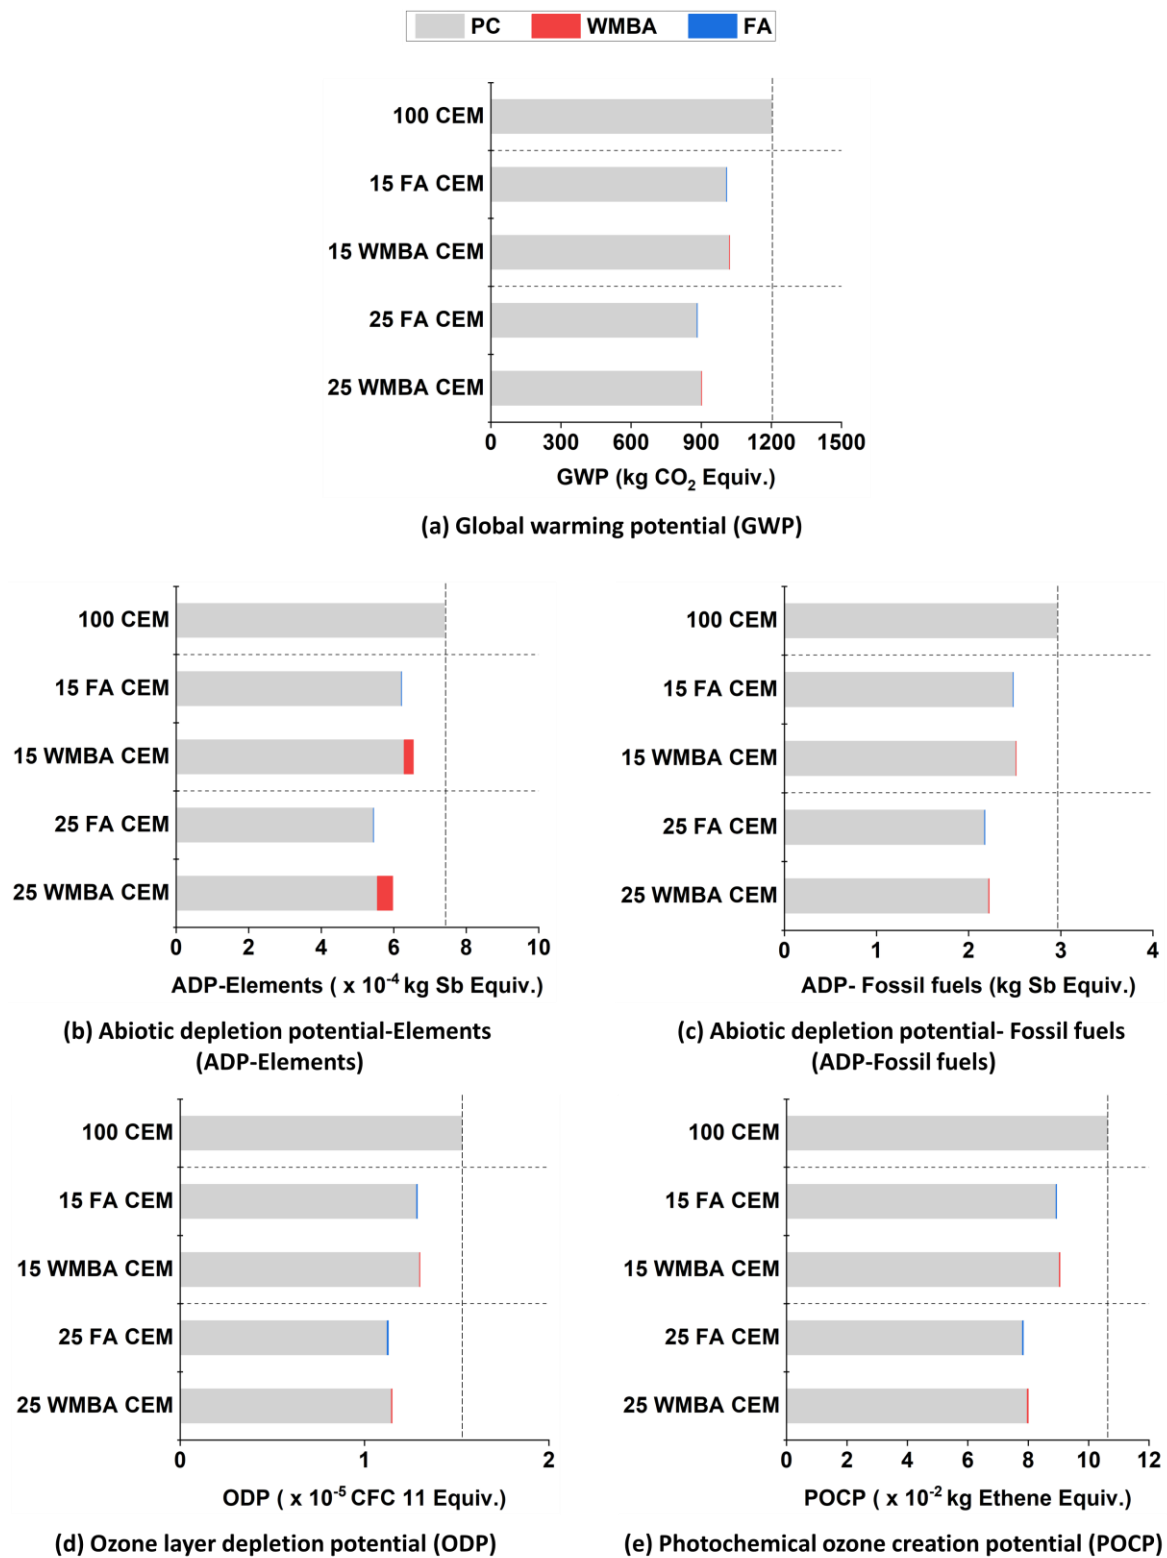 PC WMBA FA
100 CEM
15 FA CEM
15 WMBA CEM
25 FA CEM
25 WMBA CEM
0 300 600 900 1200 1500
GWP (kg CO₂ Equiv.)
(a) Global warming potential (GWP)
100 CEM
15 FA CEM
15 WMBA CEM
25 FA CEM
25 WMBA CEM
0 2 4 6 8 10
ADP-Elements ( x 10⁻⁴ kg Sb Equiv.)
(b) Abiotic depletion potential-Elements
(ADP-Elements)
100 CEM
15 FA CEM
15 WMBA CEM
25 FA CEM
25 WMBA CEM
0 1 2 3 4
ADP- Fossil fuels (kg Sb Equiv.)
(c) Abiotic depletion potential- Fossil fuels
(ADP-Fossil fuels)
100 CEM
15 FA CEM
15 WMBA CEM
25 FA CEM
25 WMBA CEM
0 1 2
ODP ( x 10⁻⁵ CFC 11 Equiv.)
(d) Ozone layer depletion potential (ODP)
100 CEM
15 FA CEM
15 WMBA CEM
25 FA CEM
25 WMBA CEM
0 2 4 6 8 10 12
POCP ( x 10⁻² kg Ethene Equiv.)
(e) Photochemical ozone creation potential (POCP)